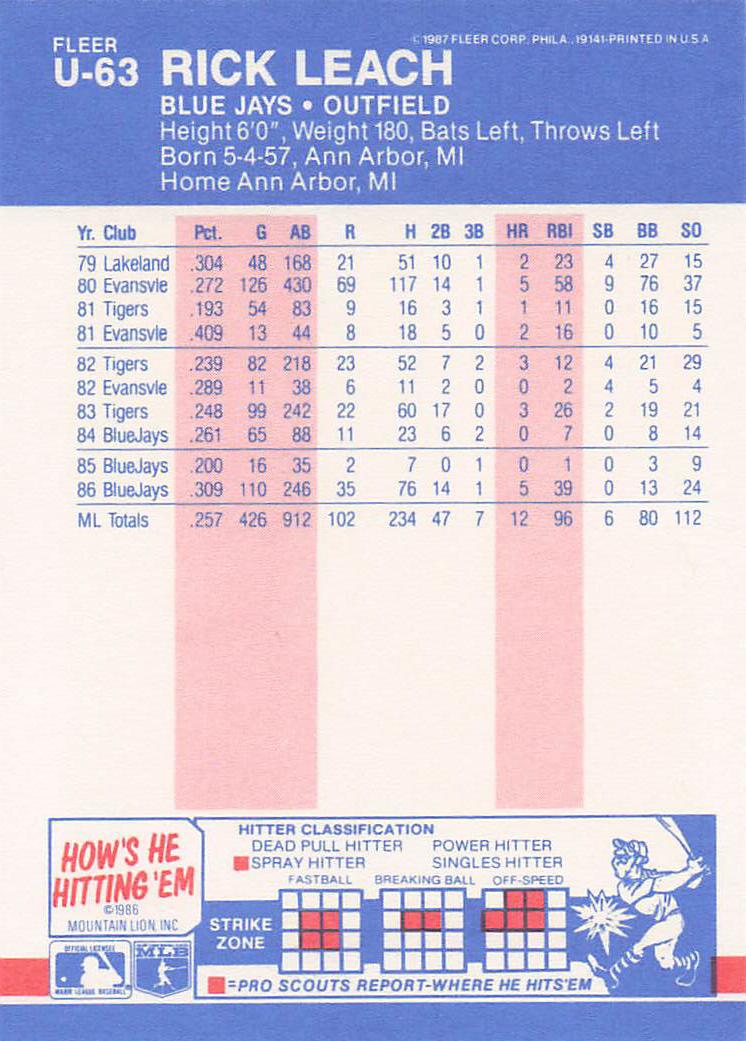 FLEER
U-63 RICK LEACH
©1987 FLEER CORP. PHILA., 19141-PRINTED IN U.S.A
BLUE JAYS • OUTFIELD
Height 6'0", Weight 180, Bats Left, Throws Left
Born 5-4-57, Ann Arbor, MI
Home Ann Arbor, MI
Yr. Club Pct. G AB R H 2B 3B HR RBI SB BB SO
79 Lakeland .304 48 168 21 51 10 1 2 23 4 27 15
80 Evansvle .272 126 430 69 117 14 1 5 58 9 76 37
81 Tigers .193 54 83 9 16 3 1 1 11 0 16 15
81 Evansvle .409 13 44 8 18 5 0 2 16 0 10 5
82 Tigers .239 82 218 23 52 7 2 3 12 4 21 29
82 Evansvle .289 11 38 6 11 2 0 0 2 4 5 4
83 Tigers .248 99 242 22 60 17 0 3 26 2 19 21
84 BlueJays .261 65 88 11 23 6 2 0 7 0 8 14
85 BlueJays .200 16 35 2 7 0 1 0 1 0 3 9
86 BlueJays .309 110 246 35 76 14 1 5 39 0 13 24
ML Totals .257 426 912 102 234 47 7 12 96 6 80 112
HOW'S HE
HITTING 'EM
©1986
MOUNTAIN LION, INC
OFFICIAL LICENSEE
MAJOR LEAGUE BASEBALL
MLB
HITTER CLASSIFICATION
DEAD PULL HITTER POWER HITTER
SPRAY HITTER SINGLES HITTER
FASTBALL BREAKING BALL OFF-SPEED
STRIKE
ZONE
=PRO SCOUTS REPORT-WHERE HE HITS'EM